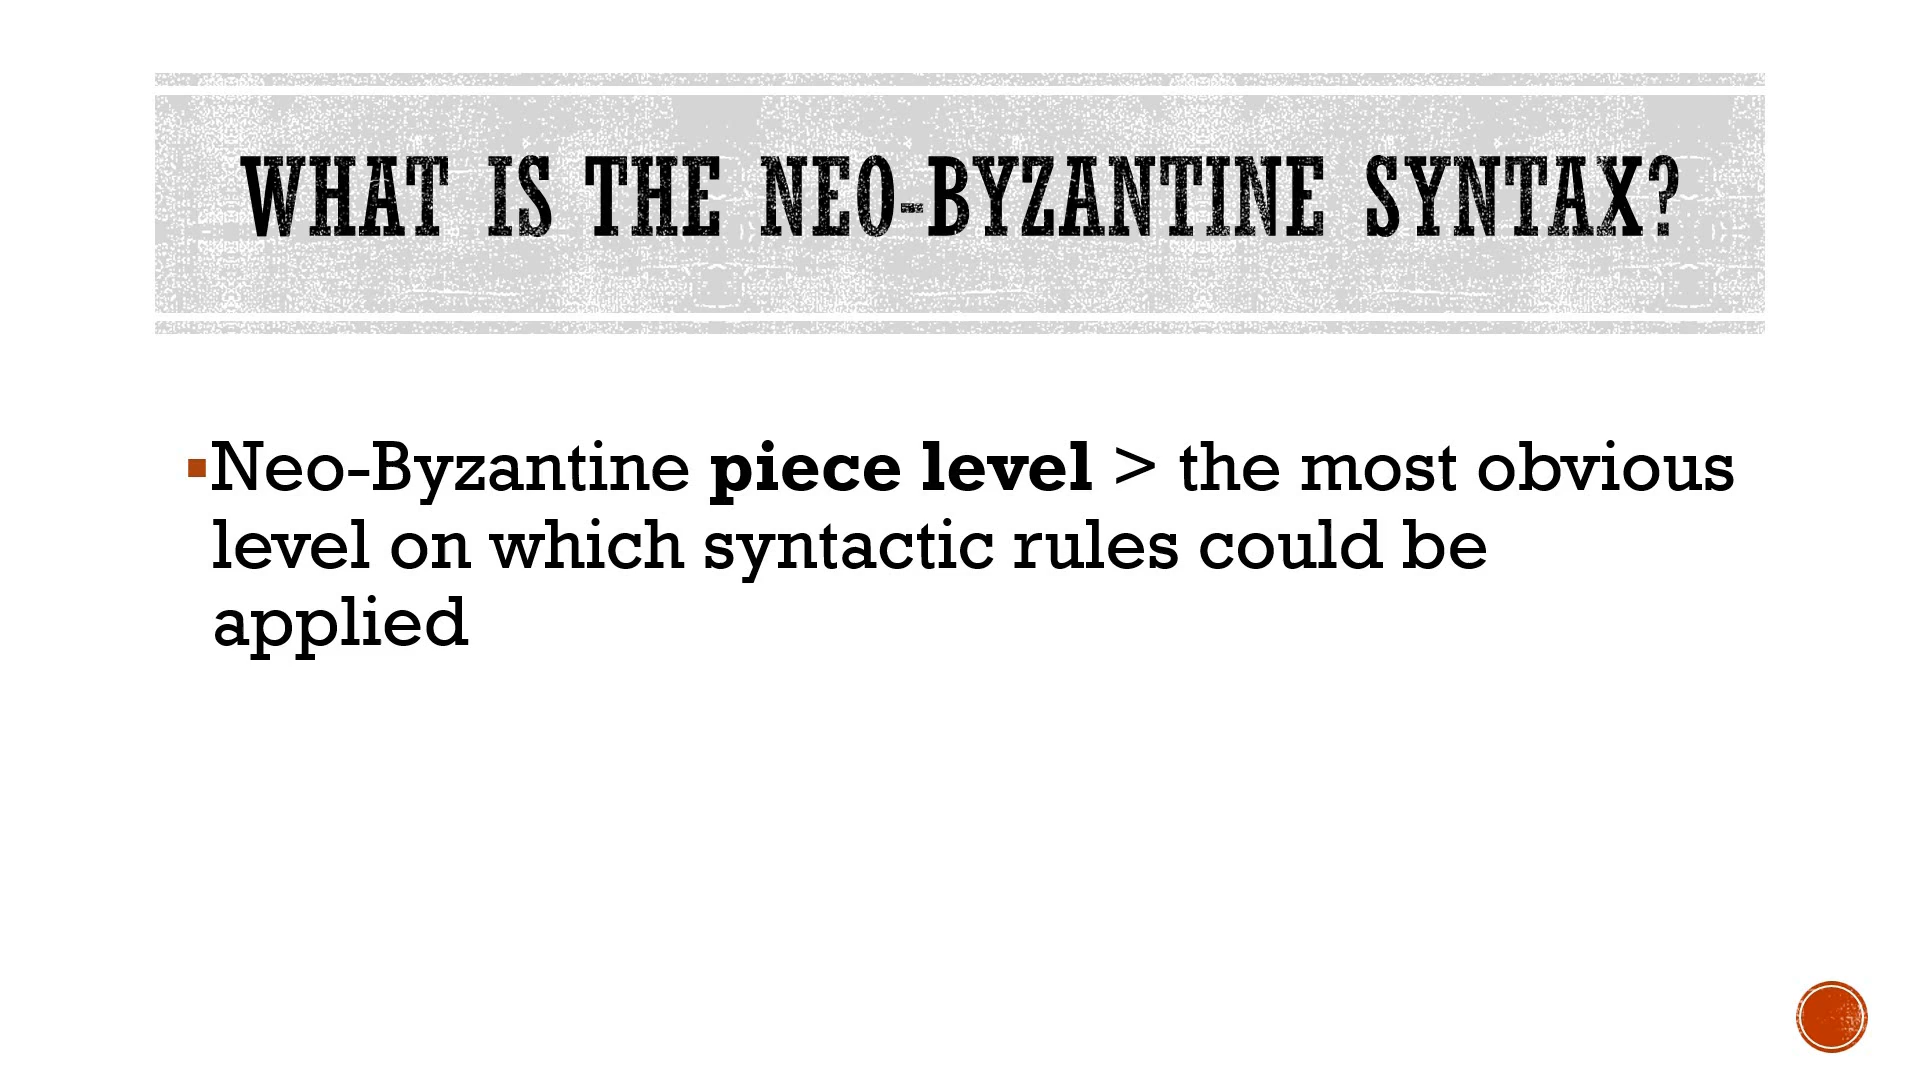 WHAT IS THE NEO-BYZANTINE SYNTAX?
▪Neo-Byzantine piece level > the most obvious
level on which syntactic rules could be
applied